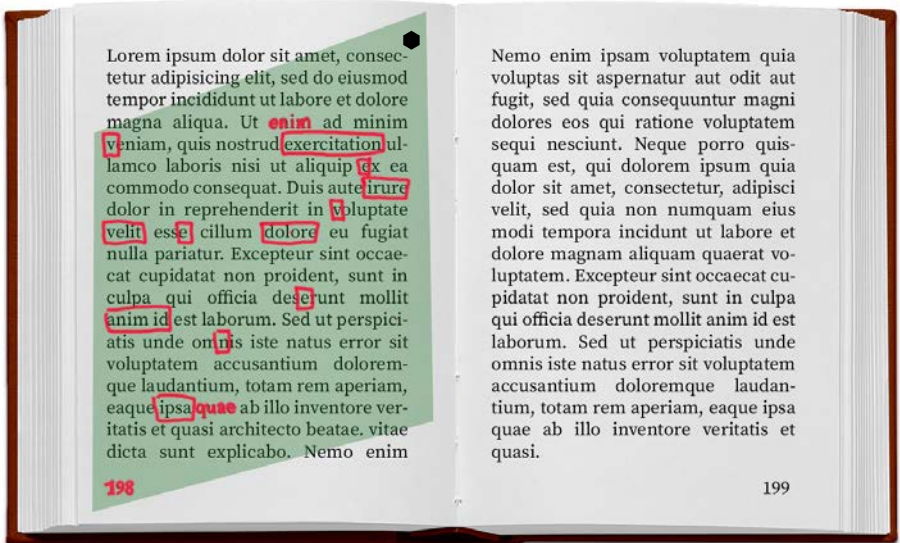 Lorem ipsum dolor sit amet, consec-
tetur adipisicing elit, sed do eiusmod
tempor incididunt ut labore et dolore
magna aliqua. Ut enim ad minim
veniam, quis nostrud exercitation ul-
lamco laboris nisi ut aliquip ex ea
commodo consequat. Duis aute irure
dolor in reprehenderit in voluptate
velit esse cillum dolore eu fugiat
nulla pariatur. Excepteur sint occae-
cat cupidatat non proident, sunt in
culpa qui officia deserunt mollit
anim id est laborum. Sed ut perspici-
atis unde omnis iste natus error sit
voluptatem accusantium dolorem-
que laudantium, totam rem aperiam,
eaque ipsa quae ab illo inventore ver-
itatis et quasi architecto beatae. vitae
dicta sunt explicabo. Nemo enim
198
Nemo enim ipsam voluptatem quia
voluptas sit aspernatur aut odit aut
fugit, sed quia consequuntur magni
dolores eos qui ratione voluptatem
sequi nesciunt. Neque porro quis-
quam est, qui dolorem ipsum quia
dolor sit amet, consectetur, adipisci
velit, sed quia non numquam eius
modi tempora incidunt ut labore et
dolore magnam aliquam quaerat vo-
luptatem. Excepteur sint occaecat cu-
pidatat non proident, sunt in culpa
qui officia deserunt mollit anim id est
laborum. Sed ut perspiciatis unde
omnis iste natus error sit voluptatem
accusantium doloremque laudan-
tium, totam rem aperiam, eaque ipsa
quae ab illo inventore veritatis et
quasi.
199